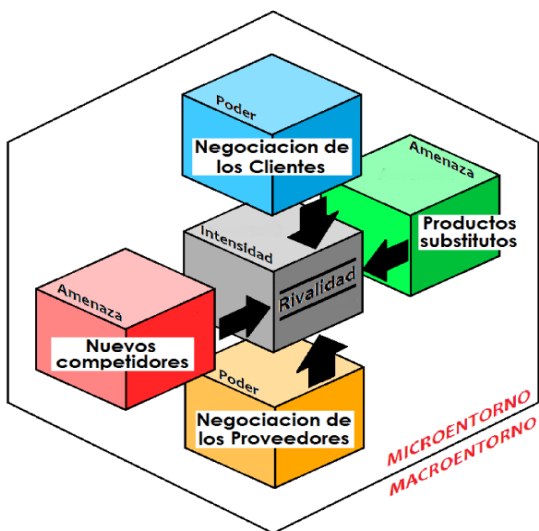 Poder
Negociacion de
los Clientes
Amenaza
Productos
substitutos
Intensidad
Rivalidad
Amenaza
Nuevos
competidores
Poder
Negociacion de
los Proveedores
MICROENTORNO
MACROENTORNO